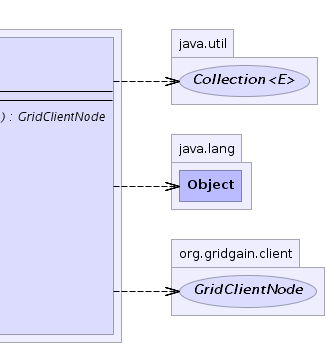 java.util
Collection<E>
) : GridClientNode
java.lang
Object
org.gridgain.client
GridClientNode